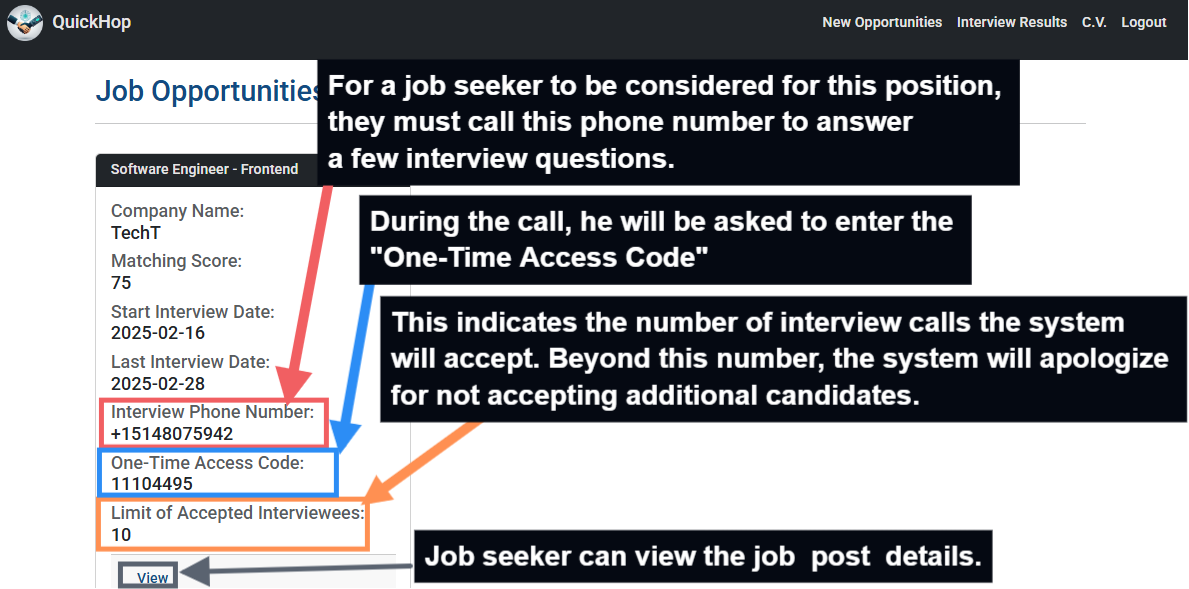 QuickHop
New Opportunities Interview Results C.V. Logout
Job Opportunities
For a job seeker to be considered for this position,
they must call this phone number to answer
a few interview questions.
Software Engineer - Frontend
Company Name:
TechT
During the call, he will be asked to enter the
"One-Time Access Code"
Matching Score:
75
Start Interview Date:
2025-02-16
This indicates the number of interview calls the system
will accept. Beyond this number, the system will apologize
for not accepting additional candidates.
Last Interview Date:
2025-02-28
Interview Phone Number:
+15148075942
One-Time Access Code:
11104495
Limit of Accepted Interviewees:
10
Job seeker can view the job post details.
View